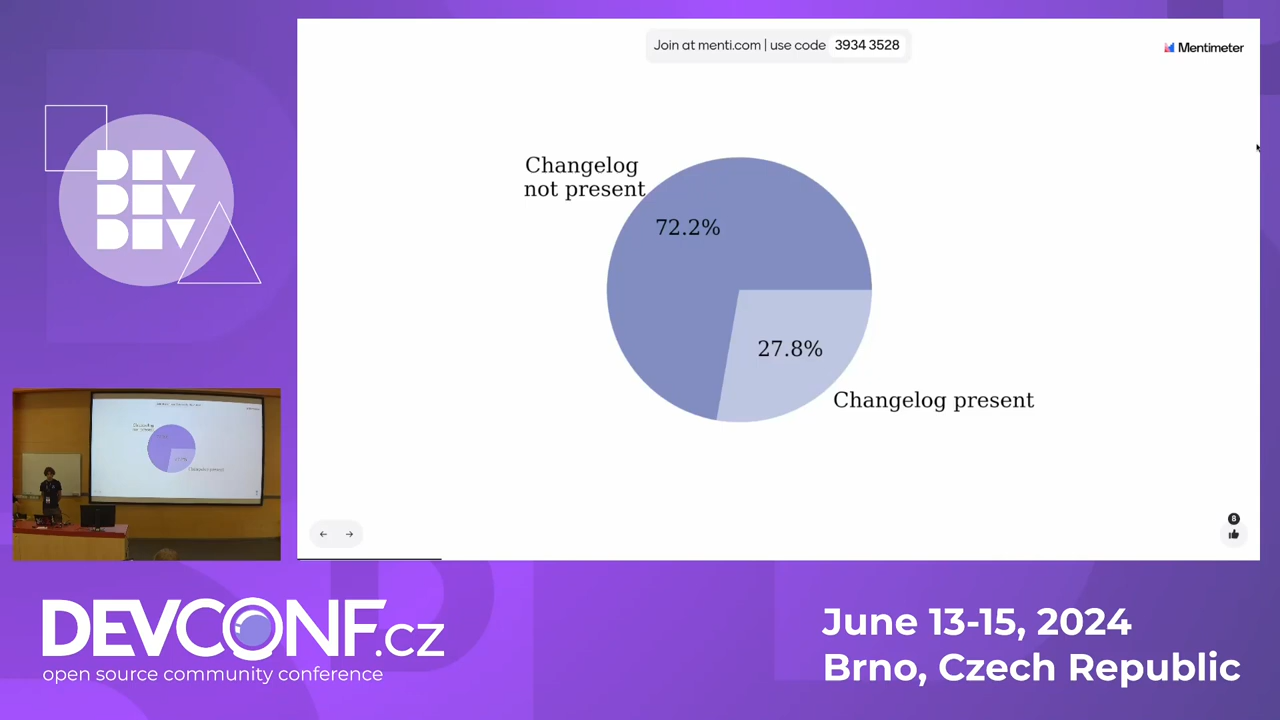 Join at menti.com | use code 3934 3528
Mentimeter
DEV
DEV
DEV
Changelog
not present
72.2%
27.8%
Changelog present
8
DEVCONF.cz
open source community conference
June 13-15, 2024
Brno, Czech Republic